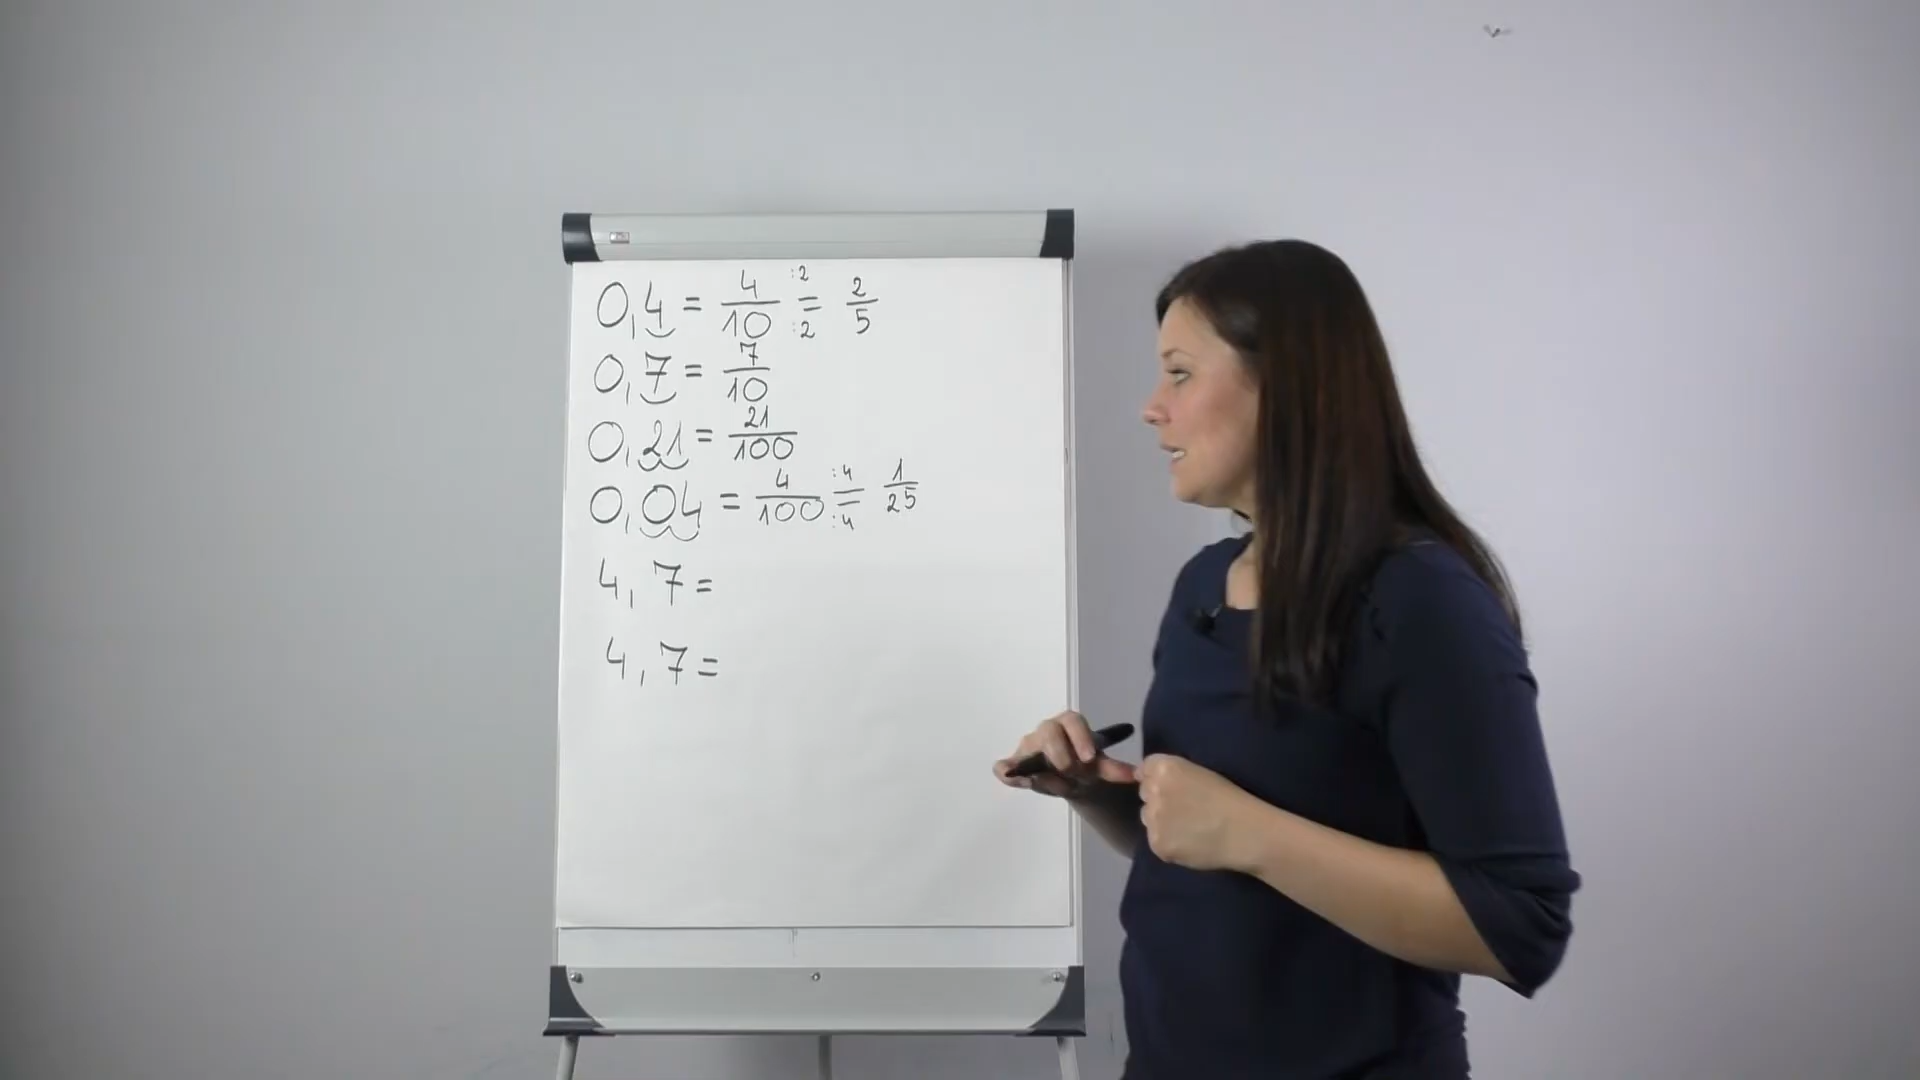 0,4 = 4/10 :2 = :2 2/5
0,7 = 7/10
0,21 = 21/100
0,04 = 4/100 :4 = :4 1/25
4,7 =
4,7 =